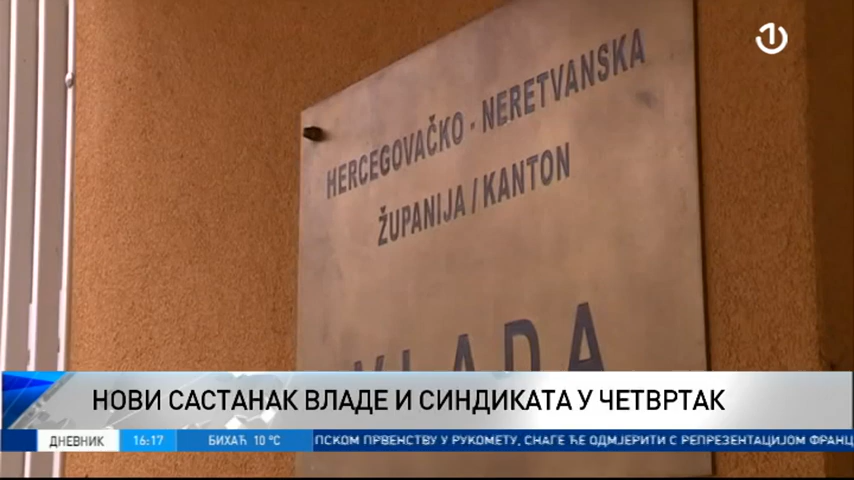 HERCEGOVAČKO - NERETVANSKA
ŽUPANIJA / KANTON
VLADA
НОВИ САСТАНАК ВЛАДЕ И СИНДИКАТА У ЧЕТВРТАК
ДНЕВНИК 16:17 БИХАЋ 10°C ПСКОМ ПРВЕНСТВУ У РУКОМЕТУ, СНАГЕ ЋЕ ОДМЈЕРИТИ С РЕПРЕЗЕНТАЦИЈОМ ФРАНЦ